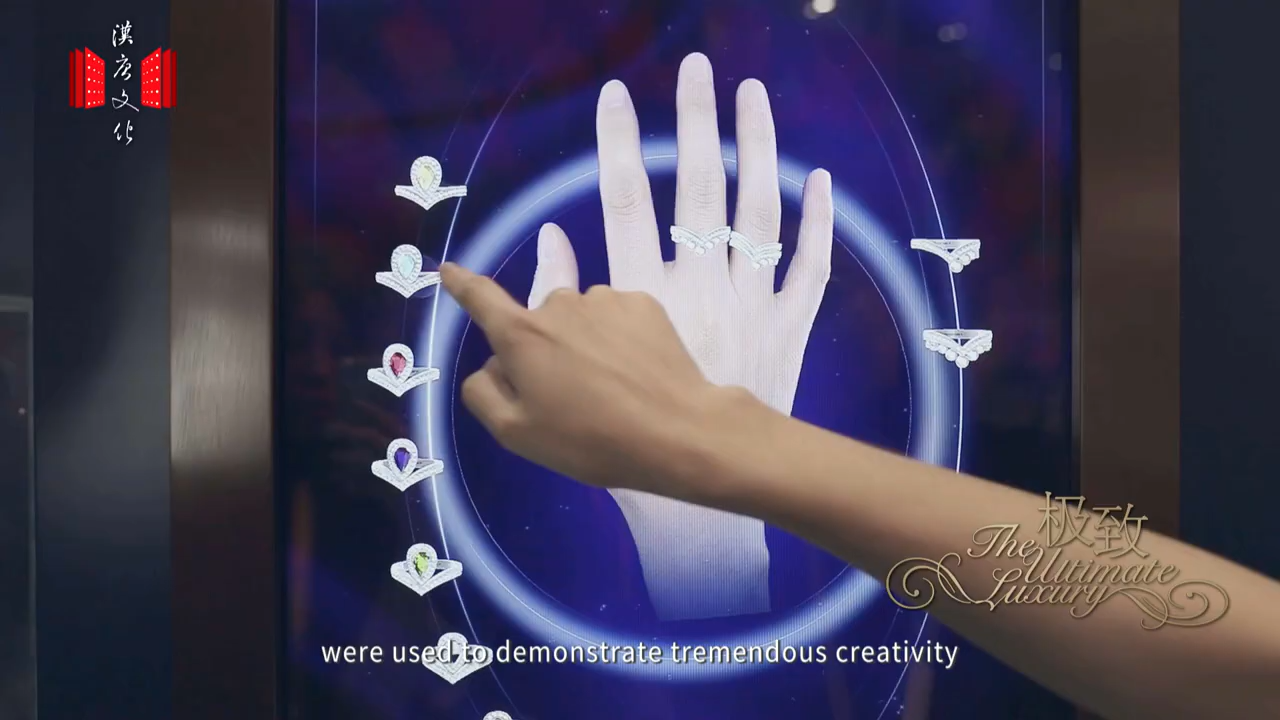 漢唐文化
极致
The
Ultimate
Luxury
were used to demonstrate tremendous creativity